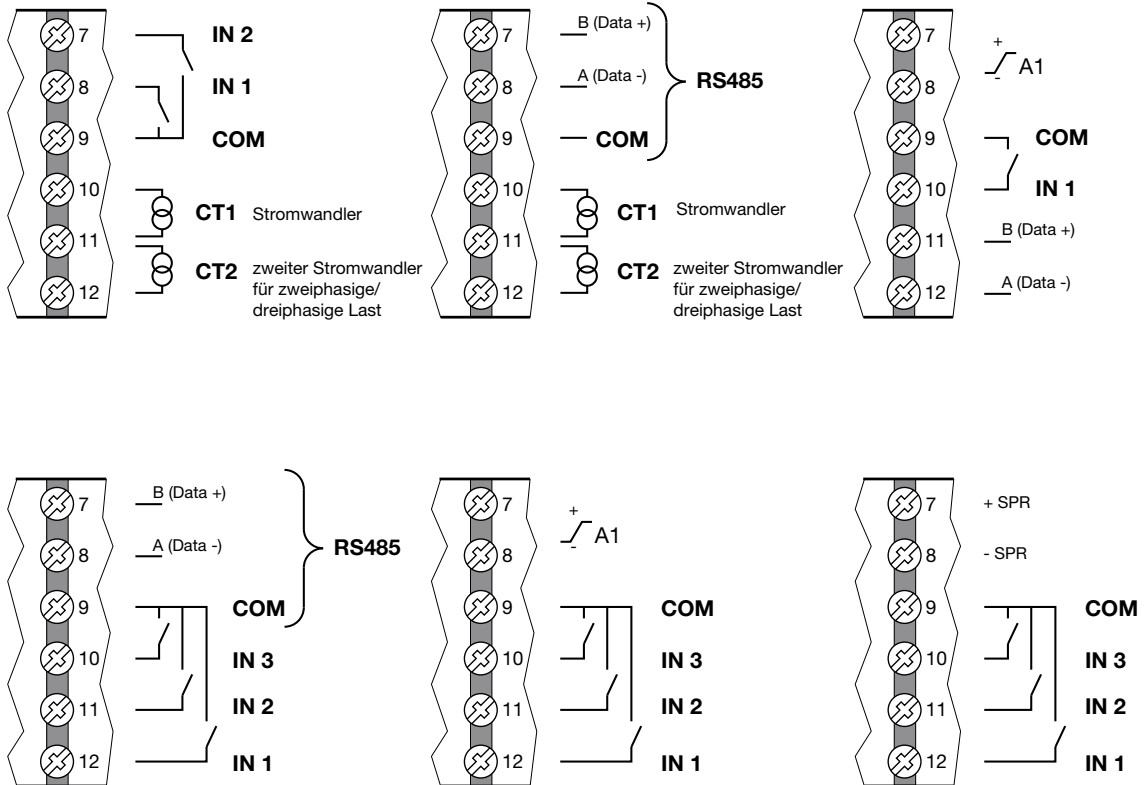 7 IN 2
8 IN 1
9 COM
10
CT1 Stromwandler
11
CT2 zweiter Stromwandler
für zweiphasige/
12
dreiphasige Last
7 B (Data +)
8 A (Data -) RS485
9 COM
10
CT1 Stromwandler
11
CT2 zweiter Stromwandler
für zweiphasige/
12
dreiphasige Last
7
+
A1
-
8
9 COM
10 IN 1
11 B (Data +)
12 A (Data -)
7 B (Data +)
8 A (Data -) RS485
9 COM
10 IN 3
11 IN 2
12 IN 1
7
+
A1
-
8
9 COM
10 IN 3
11 IN 2
12 IN 1
7 + SPR
8 - SPR
9 COM
10 IN 3
11 IN 2
12 IN 1